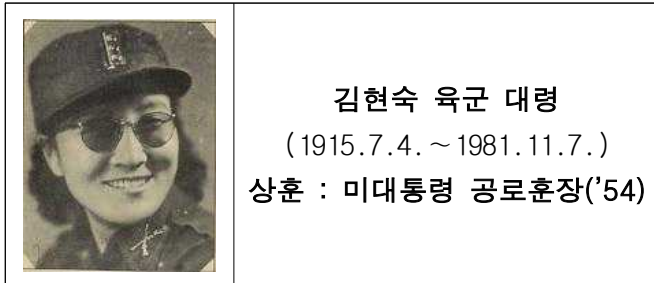 김현숙 육군 대령
(1915.7.4.～1981.11.7.)
상훈 : 미대통령 공로훈장('54)